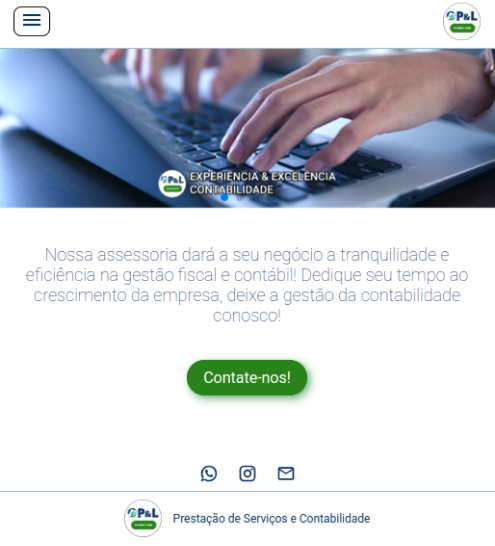 P&L
EXPERIÊNCIA & EXCELÊNCIA
P&L
CONTABILIDADE
Nossa assessoria dará a seu negócio a tranquilidade e
eficiência na gestão fiscal e contábil! Dedique seu tempo ao
crescimento da empresa, deixe a gestão da contabilidade
conosco!
Contate-nos!
P&L
Prestação de Serviços e Contabilidade